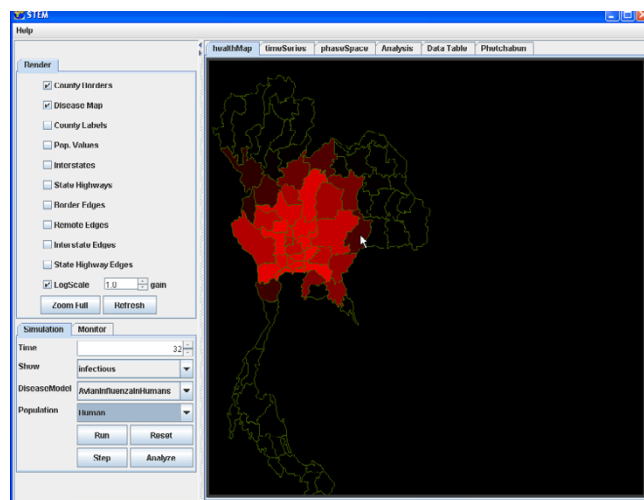 STEM
Help
healthMap timeSeries phaseSpace Analysis Data Table Phetchabun
Render
County Borders
Disease Map
County Labels
Pop. Values
Interstates
State Highways
Border Edges
Remote Edges
Interstate Edges
State Highway Edges
LogScale 1.0 gain
Zoom Full Refresh
Simulation Monitor
Time 32
Show infectious
DiseaseModel AvianInfluenzaInHumans
Population Human
Run Reset
Step Analyze